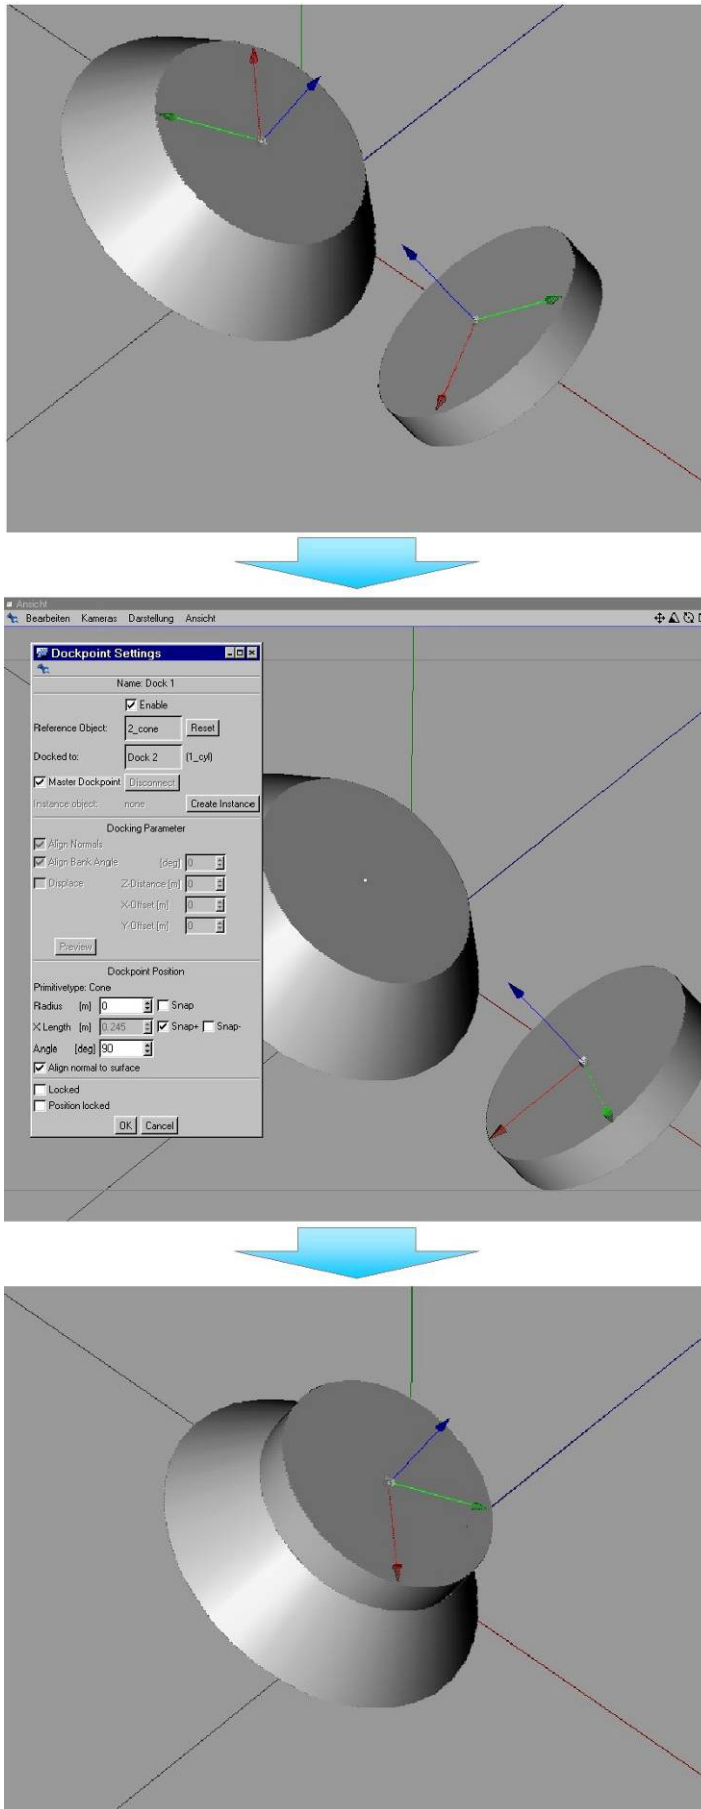 Ansicht
Bearbeiten Kameras Darstellung Ansicht
Dockpoint Settings
Name: Dock 1
Enable
Reference Object: 2_cone Reset
Docked to: Dock 2 (1_cyl)
Master Dockpoint Disconnect
Instance object: none Create Instance
Docking Parameter
Align Normals
Align Bank Angle [deg] 0
Displace Z-Distance [m] 0
X-Offset [m] 0
Y-Offset [m] 0
Preview
Dockpoint Position
Primitivetype: Cone
Radius [m] 0 Snap
X Length [m] 0.245 Snap+ Snap-
Angle [deg] 90
Align normal to surface
Locked
Position locked
OK Cancel